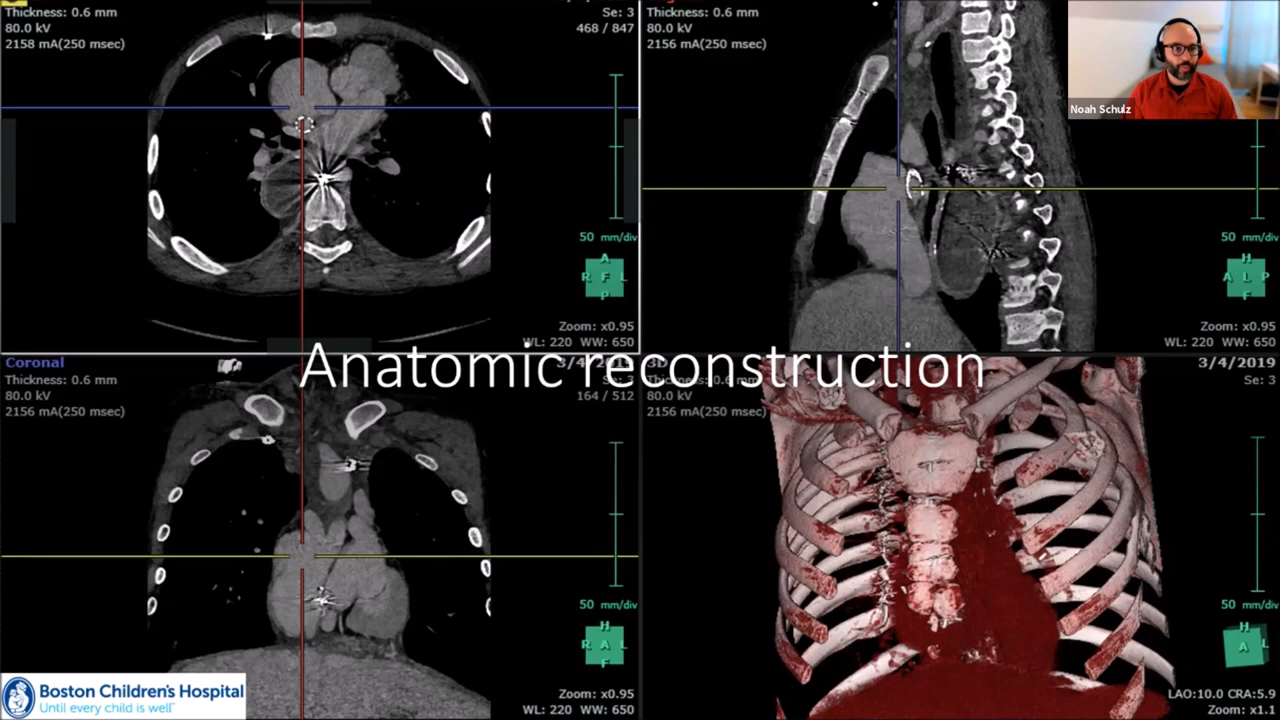 Thickness: 0.6 mm
80.0 kV
2158 mA(250 msec)
Se: 3
468 / 847
50 mm/div
A
R F L
P
Zoom: x0.95
WL: 220 WW: 650
Thickness: 0.6 mm
80.0 kV
2156 mA(250 msec)
Noah Schulz
50 mm/div
H
A L P
F
Zoom: x0.95
WL: 220 WW: 650
Anatomic reconstruction
Coronal
Thickness: 0.6 mm
80.0 kV
2156 mA(250 msec)
164 / 512
50 mm/div
H
R A L
F
Zoom: x0.95
WL: 220 WW: 650
80.0 kV
2156 mA(250 msec)
3/4/2019
Se: 3
50 mm/div
H
A L
LAO:10.0 CRA:5.9
Zoom: x1.1
Boston Children's Hospital
Until every child is well™